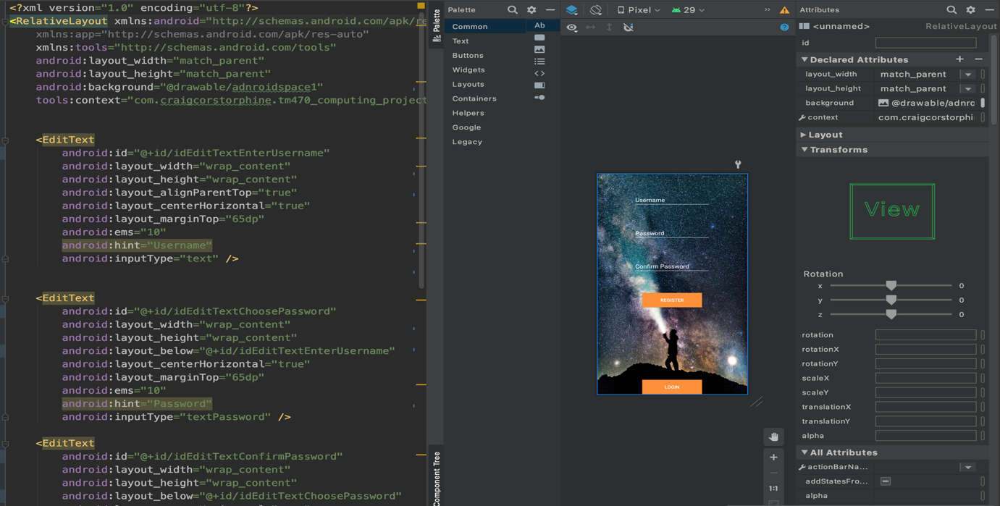 <?xml version="1.0" encoding="utf-8"?>
<RelativeLayout xmlns:android="http://schemas.android.com/apk/re
xmlns:app="http://schemas.android.com/apk/res-auto"
xmlns:tools="http://schemas.android.com/tools"
android:layout_width="match_parent"
android:layout_height="match_parent"
android:background="@drawable/adnroidspace1"
tools:context="com.craigcorstorphine.tm470_computing_project
<EditText
android:id="@+id/idEditTextEnterUsername"
android:layout_width="wrap_content"
android:layout_height="wrap_content"
android:layout_alignParentTop="true"
android:layout_centerHorizontal="true"
android:layout_marginTop="65dp"
android:ems="10"
android:hint="Username"
android:inputType="text" />
<EditText
android:id="@+id/idEditTextChoosePassword"
android:layout_width="wrap_content"
android:layout_height="wrap_content"
android:layout_below="@+id/idEditTextEnterUsername"
android:layout_centerHorizontal="true"
android:layout_marginTop="65dp"
android:ems="10"
android:hint="Password"
android:inputType="textPassword" />
<EditText
android:id="@+id/idEditTextConfirmPassword"
android:layout_width="wrap_content"
android:layout_height="wrap_content"
android:layout_below="@+id/idEditTextChoosePassword"
Palette
Component Tree
Palette
Common
Text
Buttons
Widgets
Layouts
Containers
Helpers
Google
Legacy
Ab
Pixel
29
Username
Password
Confirm Password
REGISTER
LOGIN
1:1
Attributes
<unnamed> RelativeLayout
id
Declared Attributes
layout_width match_parent
layout_height match_parent
background @drawable/adnro
context com.craigcorstorphi
Layout
Transforms
View
Rotation
x 0
y 0
z 0
rotation
rotationX
rotationY
scaleX
scaleY
translationX
translationY
alpha
All Attributes
actionBarNa...
addStatesFro...
alpha